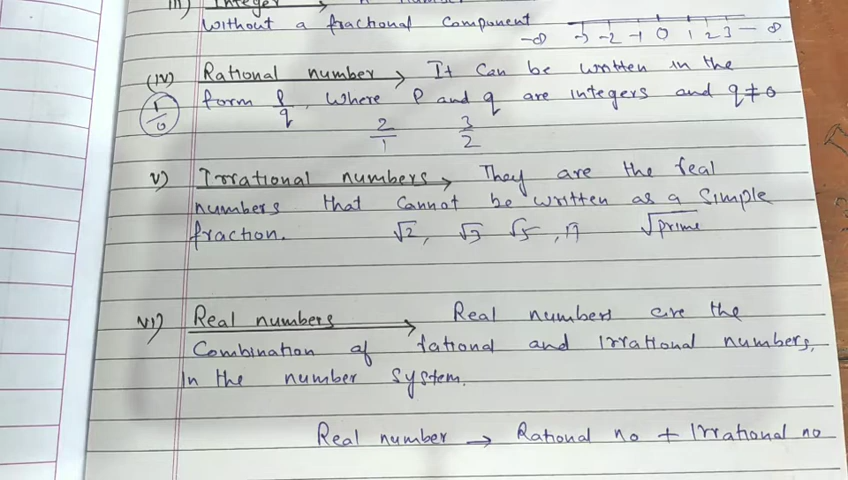 iii) Integer →
Without a fractional Component
-∞ -3 -2 -1 0 1 2 3 - ∞
(iv) Rational number → It Can be written in the
form P/q, Where P and q are integers and q ≠ 0
1/0 2/1 3/2
v) Irrational numbers → They are the real
numbers that Cannot be written as a Simple
fraction. √2, √3 √5, π √prime
vi) Real numbers → Real numbers are the
Combination of rational and Irrational numbers,
In the number System.
Real number → Rational no + Irrational no